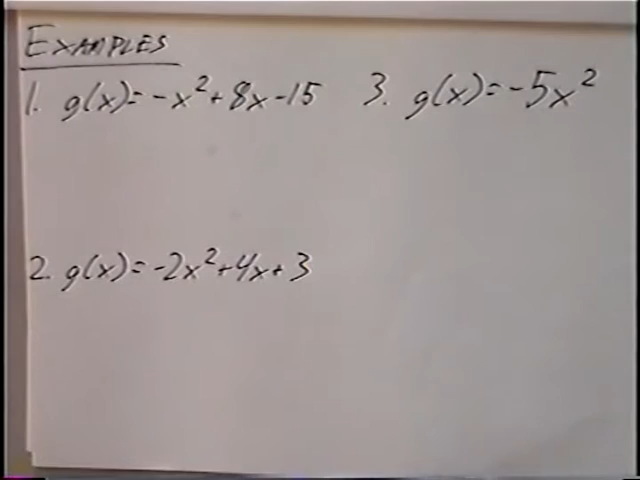 EXAMPLES
1. g(x)=-x²+8x-15
3. g(x)=-5x²
2. g(x)=-2x²+4x+3